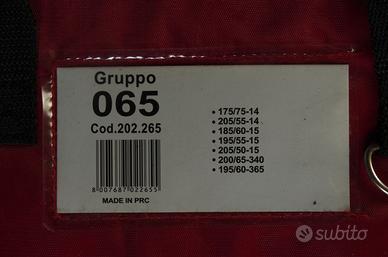 Gruppo
065
Cod.202.265
8 007687 022655
MADE IN PRC
• 175/75-14
• 205/55-14
• 185/60-15
• 195/55-15
• 205/50-15
• 200/65-340
• 195/60-365
subito